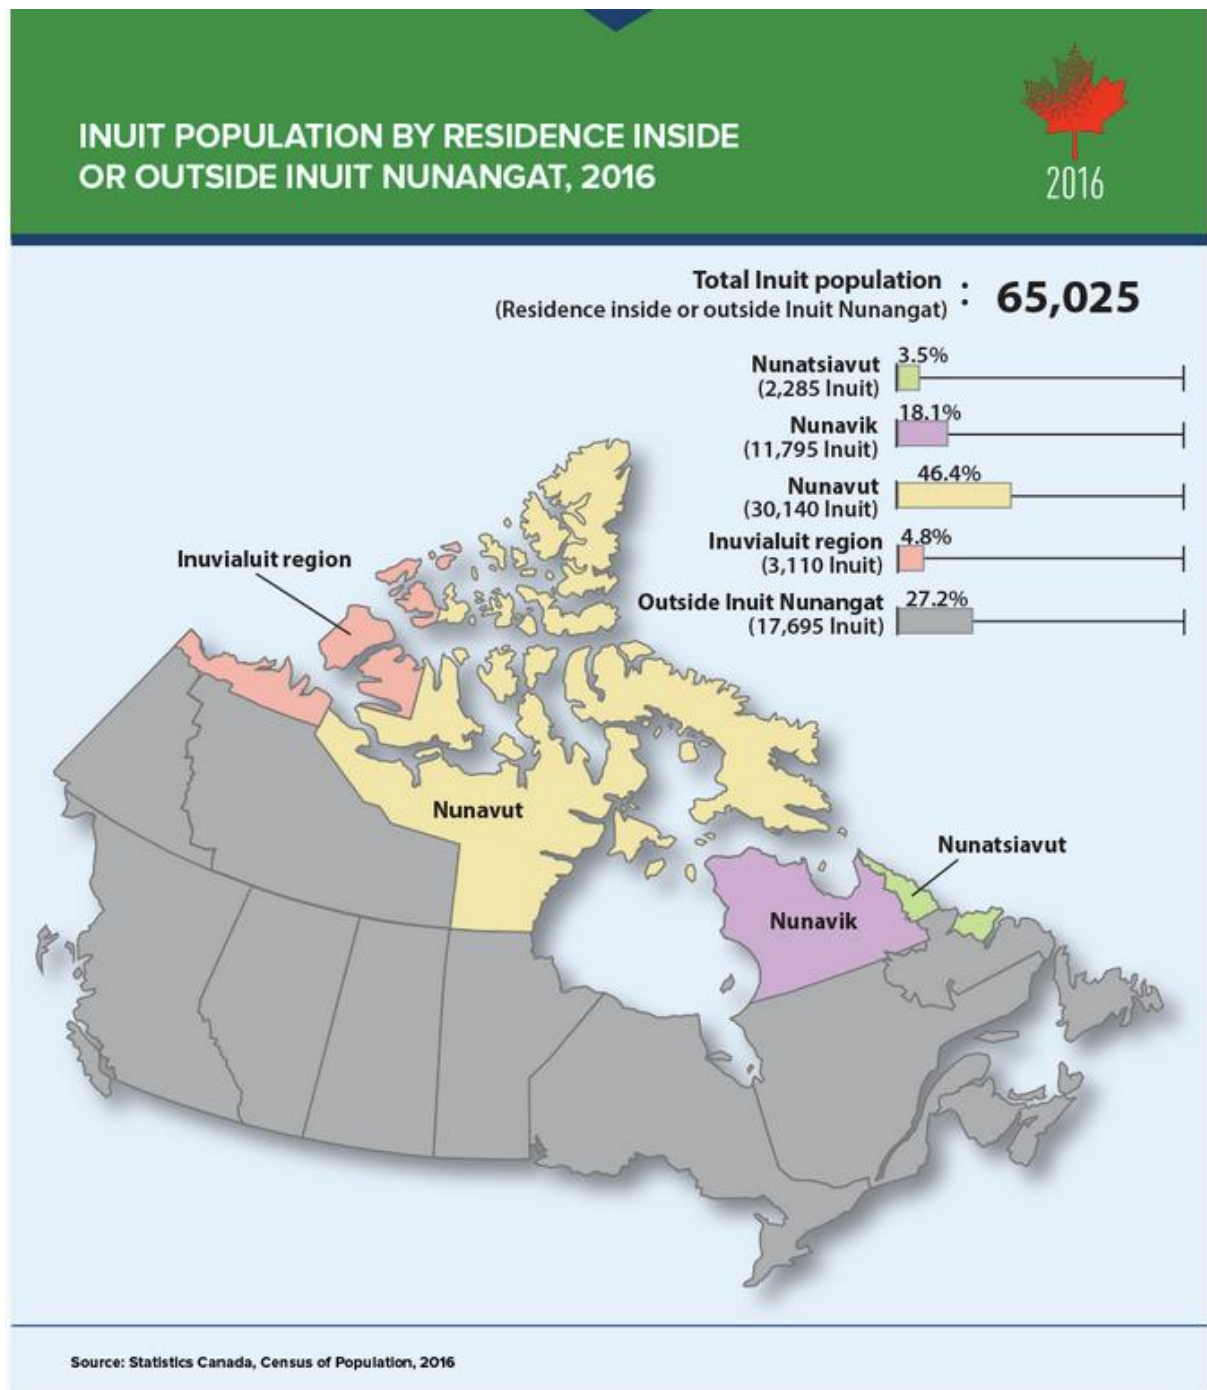 INUIT POPULATION BY RESIDENCE INSIDE
OR OUTSIDE INUIT NUNANGAT, 2016
2016
Total Inuit population : 65,025
(Residence inside or outside Inuit Nunangat)
Nunatsiavut 3.5%
(2,285 Inuit)
Nunavik 18.1%
(11,795 Inuit)
Nunavut 46.4%
(30,140 Inuit)
Inuvialuit region 4.8%
(3,110 Inuit)
Outside Inuit Nunangat 27.2%
(17,695 Inuit)
Inuvialuit region
Nunavut
Nunatsiavut
Nunavik
Source: Statistics Canada, Census of Population, 2016